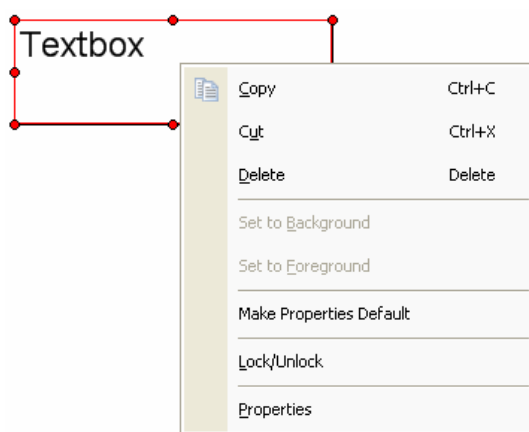 Textbox
Copy Ctrl+C
Cut Ctrl+X
Delete Delete
Set to Background
Set to Foreground
Make Properties Default
Lock/Unlock
Properties